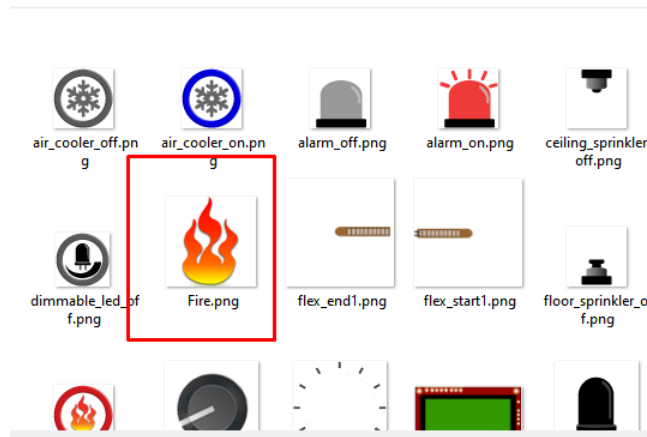 air_cooler_off.pn
g
air_cooler_on.pn
g
alarm_off.png
alarm_on.png
ceiling_sprinkler
off.png
dimmable_led_of
f.png
Fire.png
flex_end1.png
flex_start1.png
floor_sprinkler_o
f.png